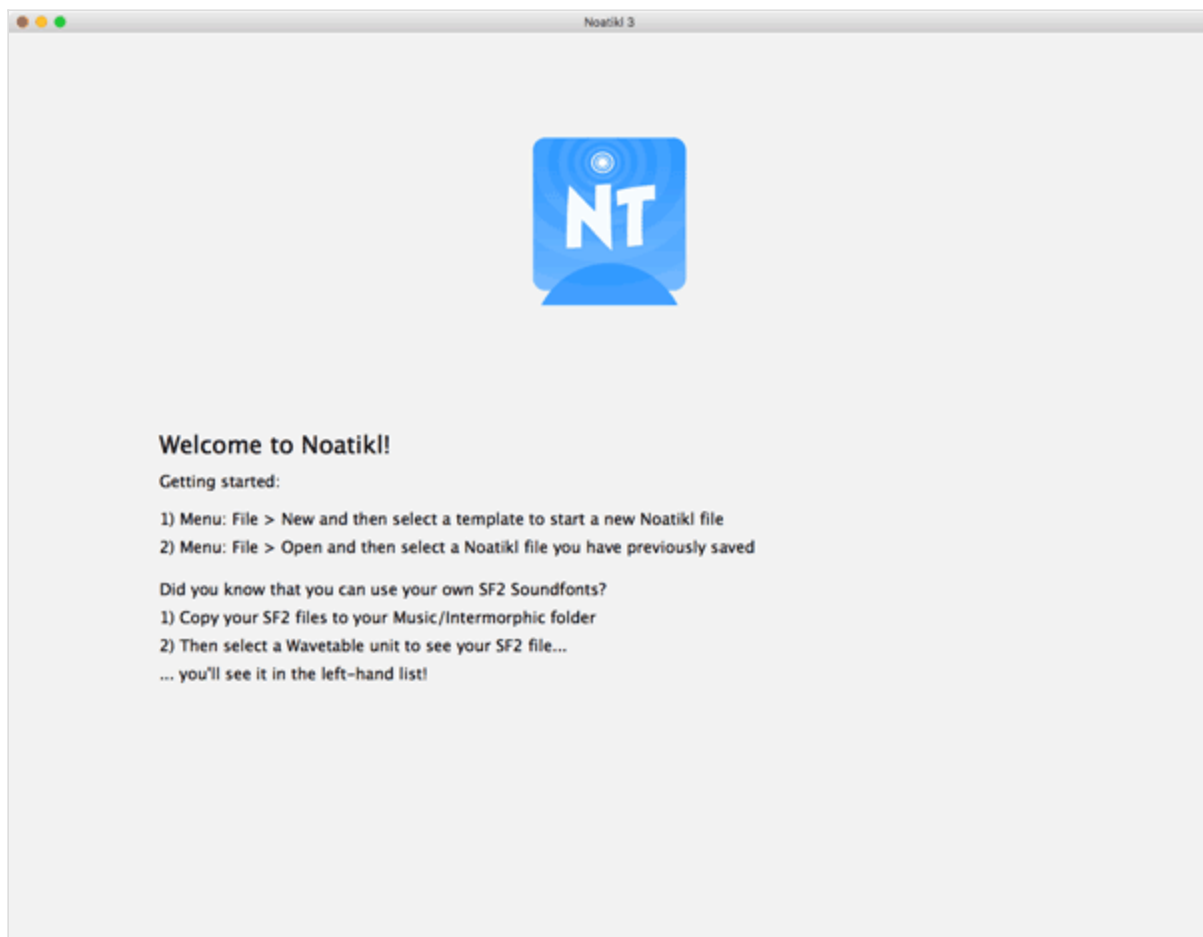 Noatikl 3
NT
Welcome to Noatikl!
Getting started:
1) Menu: File > New and then select a template to start a new Noatikl file
2) Menu: File > Open and then select a Noatikl file you have previously saved
Did you know that you can use your own SF2 Soundfonts?
1) Copy your SF2 files to your Music/Intermorphic folder
2) Then select a Wavetable unit to see your SF2 file...
... you'll see it in the left-hand list!